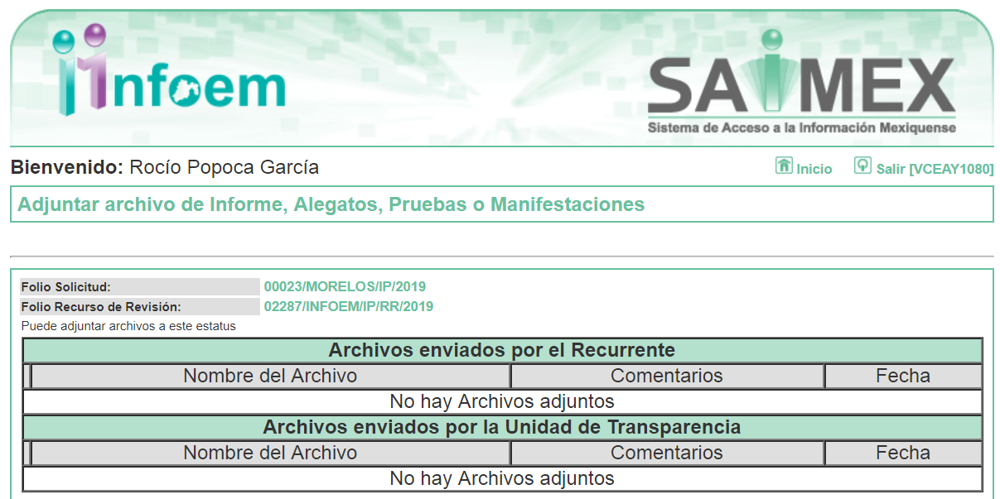 infoem
SAIMEX
Sistema de Acceso a la Información Mexiquense
Bienvenido: Rocío Popoca García
Inicio Salir [VCEAY1080]
Adjuntar archivo de Informe, Alegatos, Pruebas o Manifestaciones
Folio Solicitud: 00023/MORELOS/IP/2019
Folio Recurso de Revisión: 02287/INFOEM/IP/RR/2019
Puede adjuntar archivos a este estatus
Archivos enviados por el Recurrente
Nombre del Archivo Comentarios Fecha
No hay Archivos adjuntos
Archivos enviados por la Unidad de Transparencia
Nombre del Archivo Comentarios Fecha
No hay Archivos adjuntos